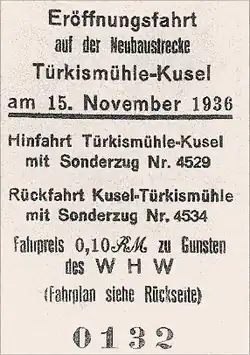 Eröffnungsfahrt
auf der Neubaustrecke
Türkismühle-Kusel
am 15. November 1936
Hinfahrt Türkismühle-Kusel
mit Sonderzug Nr. 4529
Rückfahrt Kusel-Türkismühle
mit Sonderzug Nr. 4534
Fahrpreis 0,10 RM zu Gunsten
des W H W
(Fahrplan siehe Rückseite)
0132